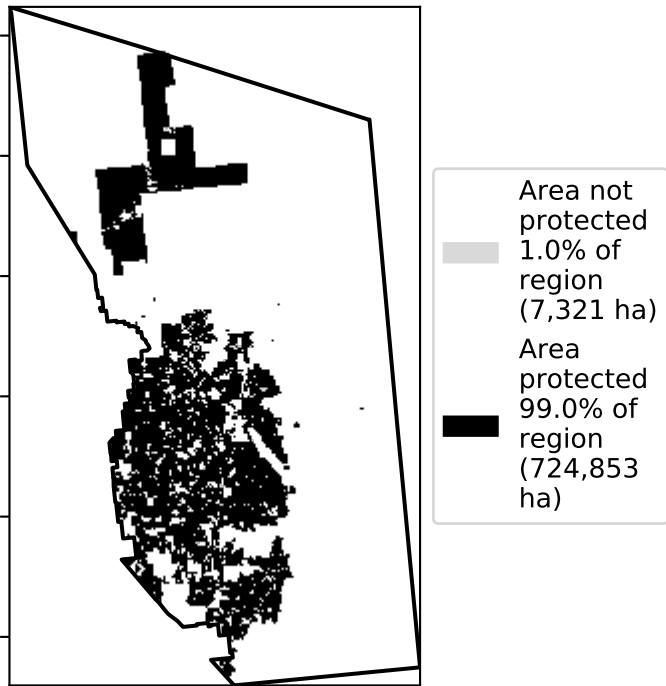 Area not
protected
1.0% of
region
(7,321 ha)
Area
protected
99.0% of
region
(724,853
ha)